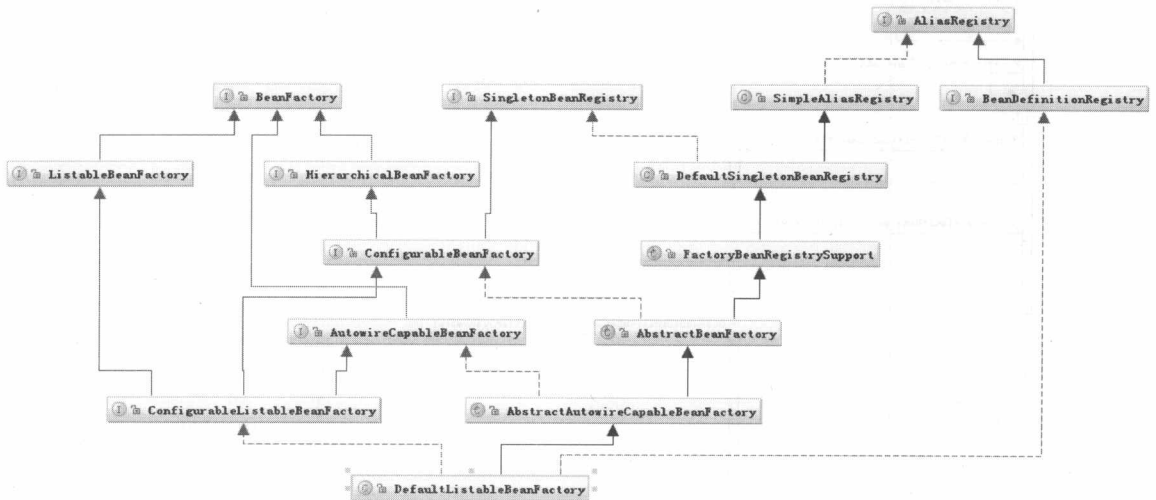 AliasRegistry
BeanFactory
SingletonBeanRegistry
SimpleAliasRegistry
BeanDefinitionRegistry
ListableBeanFactory
HierarchicalBeanFactory
DefaultSingletonBeanRegistry
ConfigurableBeanFactory
FactoryBeanRegistrySupport
AutowireCapableBeanFactory
AbstractBeanFactory
ConfigurableListableBeanFactory
AbstractAutowireCapableBeanFactory
DefaultListableBeanFactory